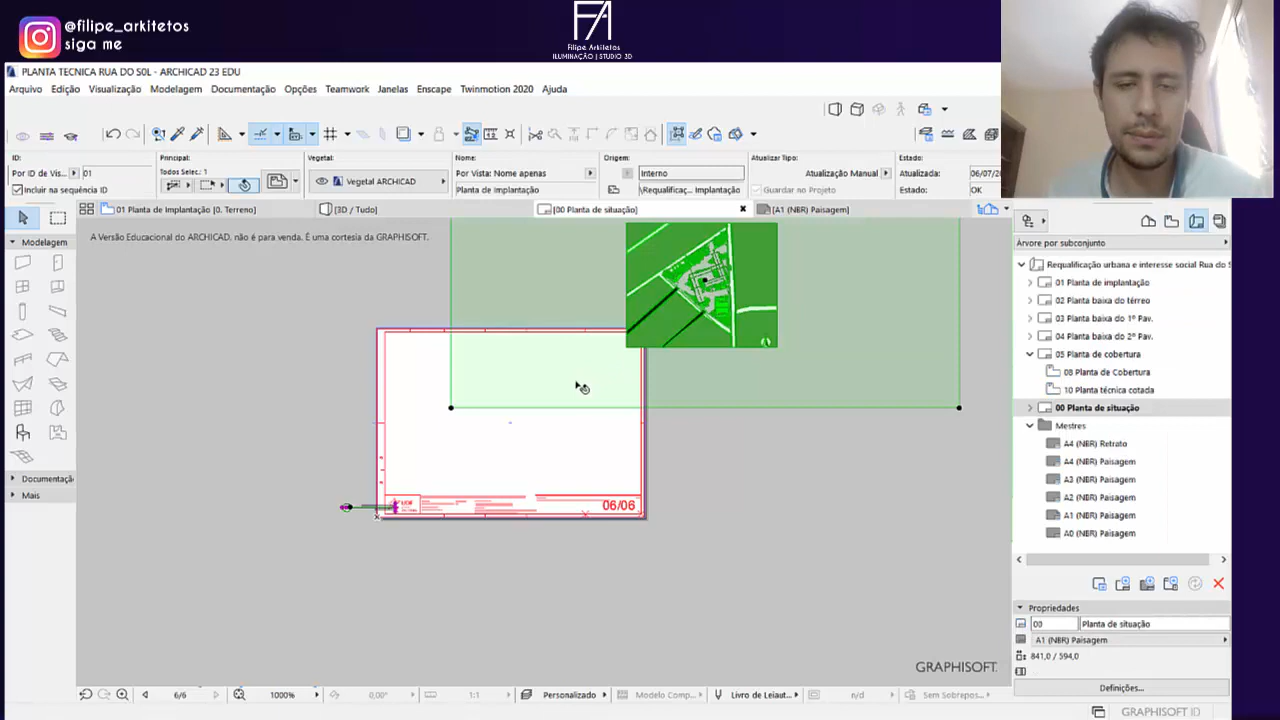 @filipe_arkitetos
siga me
FA
Filipe Arkitetos
ILUMINAÇÃO | STUDIO 3D
PLANTA TECNICA RUA DO S0L - ARCHICAD 23 EDU
Arquivo Edição Visualização Modelagem Documentação Opções Teamwork Janelas Enscape Twinmotion 2020 Ajuda
ID: Principal: Vegetal: Nome: Origem: Atualizar Tipo: Estado:
Por ID de Vis... 01 Todos Selec.: 1 Vegetal ARCHICAD Por Vista: Nome apenas Interno Atualização Manual Atualizada: 06/07/20
Incluir na sequência ID Planta de Implantação \Requalificaç... Implantação Guardar no Projeto Estado: OK
01 Planta de Implantação [0. Terreno] [3D / Tudo] [00 Planta de situação] [A1 (NBR) Paisagem]
A Versão Educacional do ARCHICAD, não é para venda. É uma cortesia da GRAPHISOFT.
Modelagem
Documentaçã
Mais
06/06
GRAPHISOFT.
Árvore por subconjunto
Requalificação urbana e interesse social Rua do S
01 Planta de implantação
02 Planta baixa do térreo
03 Planta baixa do 1º Pav.
04 Planta baixa do 2º Pav.
05 Planta de cobertura
08 Planta de Cobertura
10 Planta técnica cotada
00 Planta de situação
Mestres
A4 (NBR) Retrato
A4 (NBR) Paisagem
A3 (NBR) Paisagem
A2 (NBR) Paisagem
A1 (NBR) Paisagem
A0 (NBR) Paisagem
Propriedades
00 Planta de situação
A1 (NBR) Paisagem
841,0 / 594,0
Definições...
6/6 1000% 0,00° 1:1 Personalizado Modelo Comp... Livro de Leiaut... n/d Sem Sobrepos...
GRAPHISOFT ID